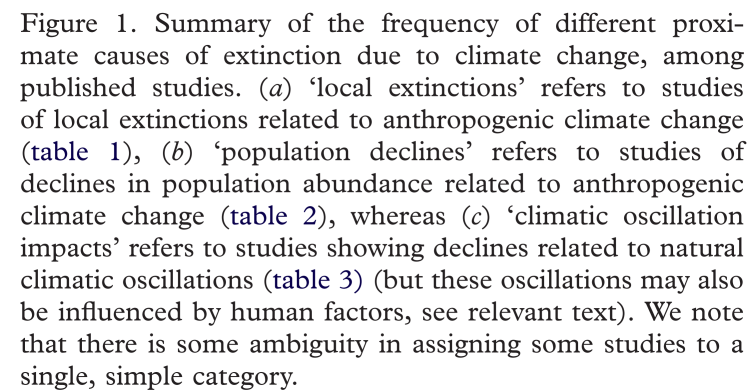 Figure 1. Summary of the frequency of different proxi-
mate causes of extinction due to climate change, among
published studies. (a) ‘local extinctions’ refers to studies
of local extinctions related to anthropogenic climate change
(table 1), (b) ‘population declines’ refers to studies of
declines in population abundance related to anthropogenic
climate change (table 2), whereas (c) ‘climatic oscillation
impacts’ refers to studies showing declines related to natural
climatic oscillations (table 3) (but these oscillations may also
be influenced by human factors, see relevant text). We note
that there is some ambiguity in assigning some studies to a
single, simple category.